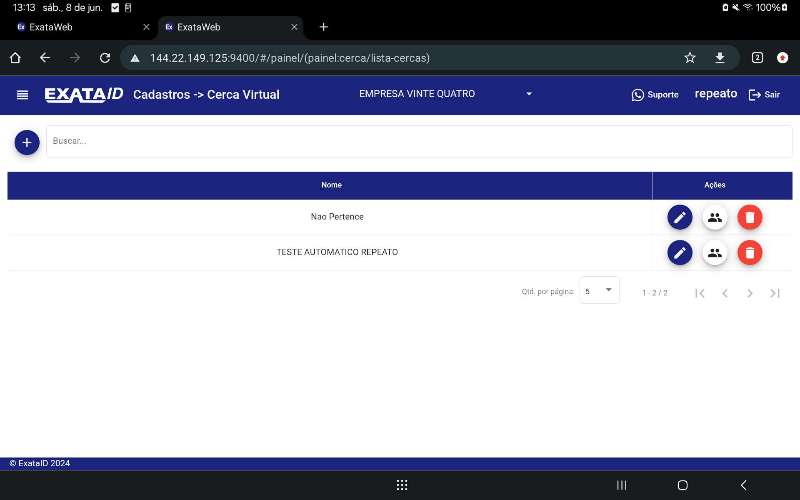 13:13 sáb., 8 de jun. 100%
ExataWeb ExataWeb
144.22.149.125:9400/#/painel/(painel:cerca/lista-cercas) 2
EXATAID Cadastros -> Cerca Virtual EMPRESA VINTE QUATRO Suporte repeato Sair
Buscar...
Nome Ações
Nao Pertence
TESTE AUTOMATICO REPEATO
Qtd. por página: 5 1 - 2 / 2
© ExataID 2024